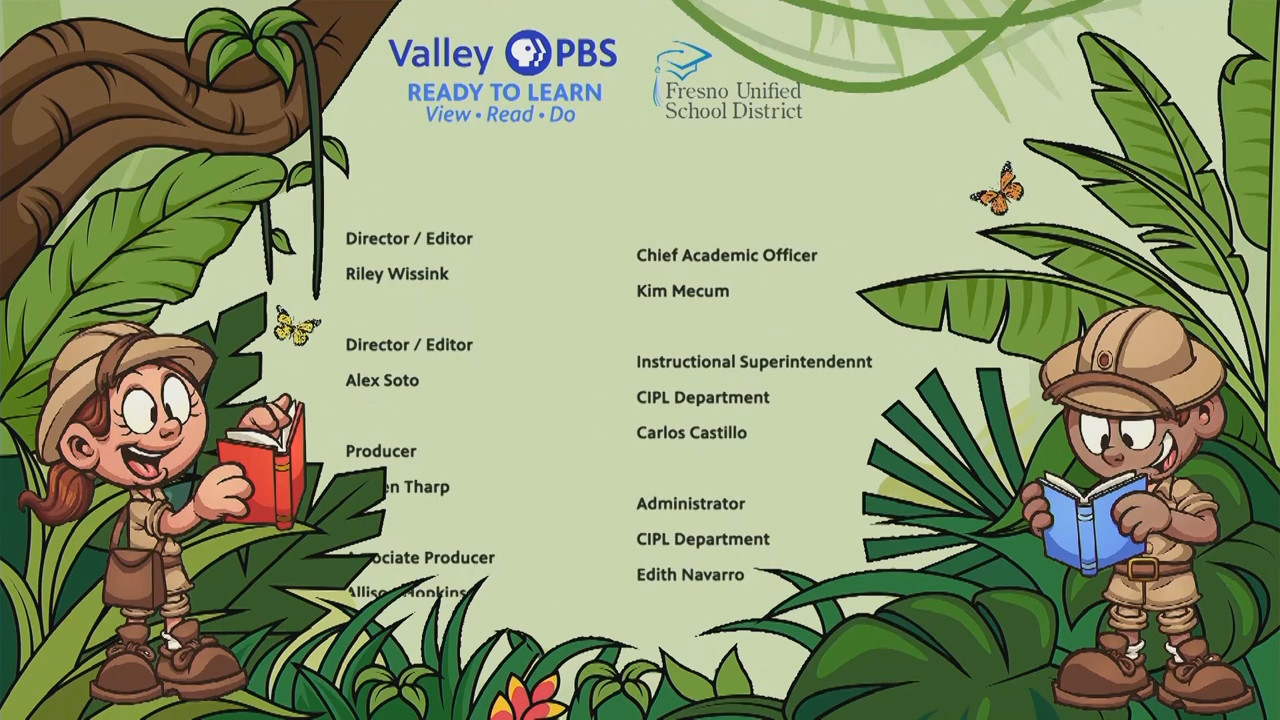 Valley PBS
READY TO LEARN
View • Read • Do
Fresno Unified
School District
Director / Editor
Riley Wissink
Director / Editor
Alex Soto
Producer
Tharp
Producer
Hopkins
Chief Academic Officer
Kim Mecum
Instructional Superintendennt
CIPL Department
Carlos Castillo
Administrator
CIPL Department
Edith Navarro